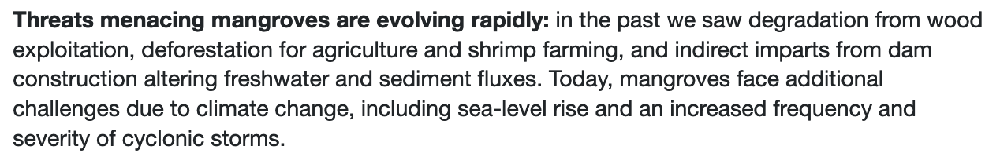 Threats menacing mangroves are evolving rapidly: in the past we saw degradation from wood
exploitation, deforestation for agriculture and shrimp farming, and indirect imparts from dam
construction altering freshwater and sediment fluxes. Today, mangroves face additional
challenges due to climate change, including sea-level rise and an increased frequency and
severity of cyclonic storms.